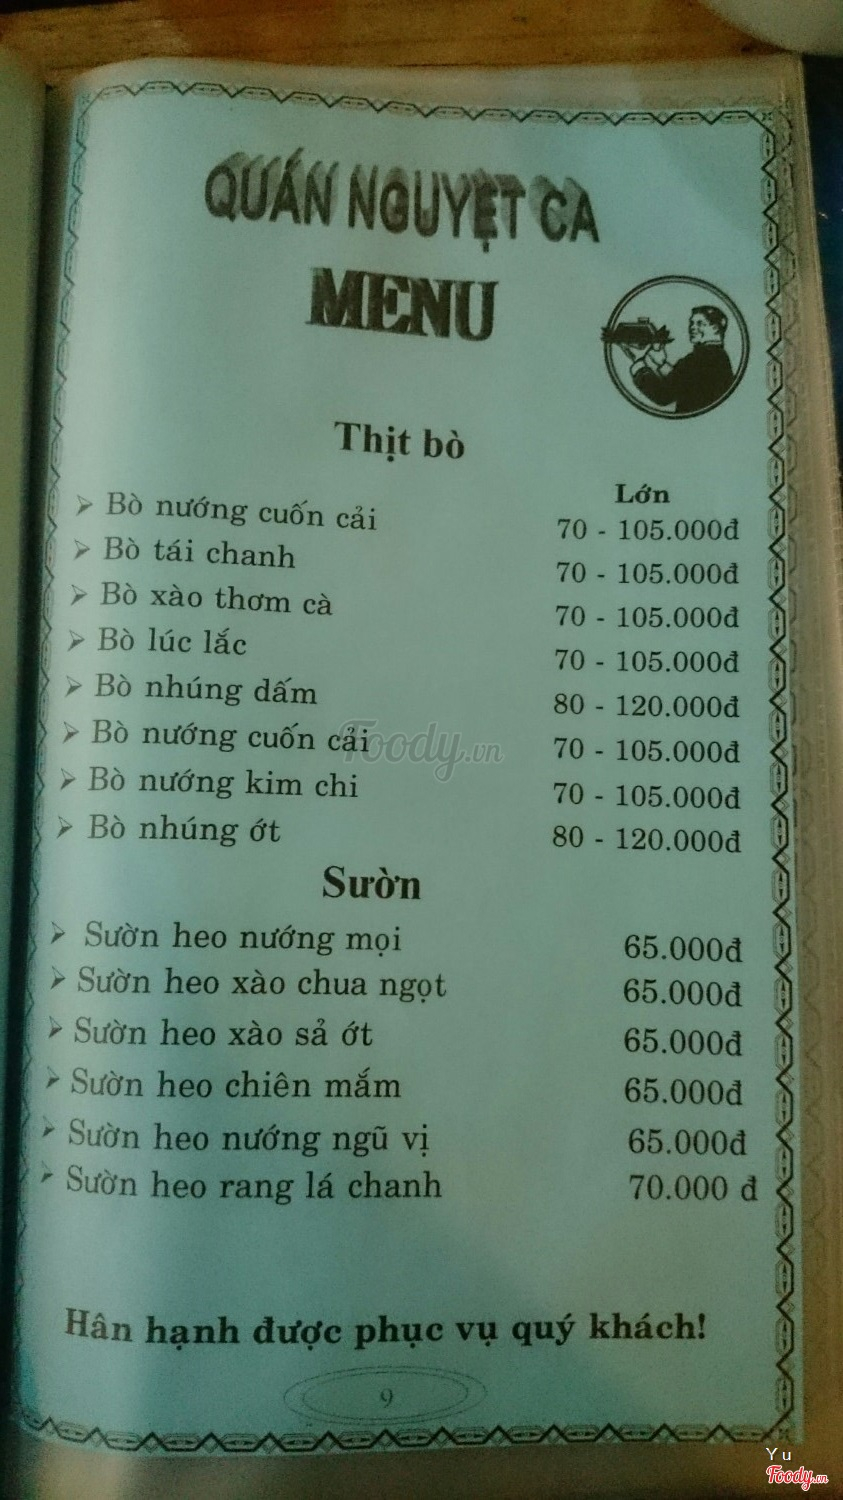 QUÁN NGUYỆT CA
MENU
Thịt bò
Lớn
➢ Bò nướng cuốn cải 70 - 105.000đ
➢ Bò tái chanh 70 - 105.000đ
➢ Bò xào thơm cà 70 - 105.000đ
➢ Bò lúc lắc 70 - 105.000đ
➢ Bò nhúng dấm 80 - 120.000đ
➢ Bò nướng cuốn cải 70 - 105.000đ
➢ Bò nướng kim chi 70 - 105.000đ
➢ Bò nhúng ớt 80 - 120.000đ
Sườn
➢ Sườn heo nướng mọi 65.000đ
➢ Sườn heo xào chua ngọt 65.000đ
➢ Sườn heo xào sả ớt 65.000đ
➢ Sườn heo chiên mắm 65.000đ
➢ Sườn heo nướng ngũ vị 65.000đ
➢ Sườn heo rang lá chanh 70.000 đ
Hân hạnh được phục vụ quý khách!
9
Foody.vn
Yu
Foody.vn